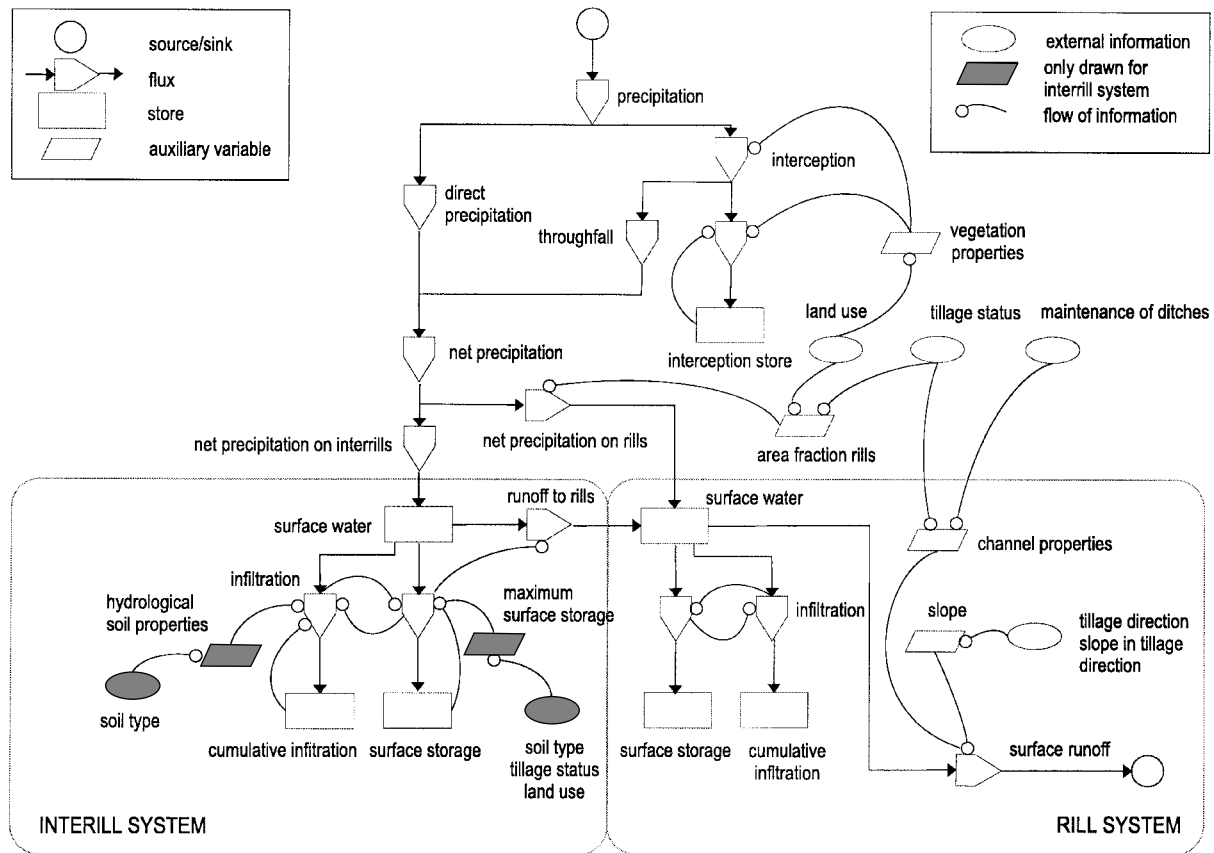 source/sink
flux
store
auxiliary variable
external information
only drawn for
interrill system
flow of information
precipitation
interception
direct
precipitation
throughfall
vegetation
properties
land use
tillage status
maintenance of ditches
interception store
net precipitation
net precipitation on interrills
net precipitation on rills
area fraction rills
runoff to rills
surface water
surface water
channel properties
infiltration
maximum
surface storage
hydrological
soil properties
infiltration
slope
tillage direction
slope in tillage
direction
soil type
cumulative infitration
surface storage
soil type
tillage status
land use
surface storage
cumulative
infltration
surface runoff
INTERILL SYSTEM
RILL SYSTEM